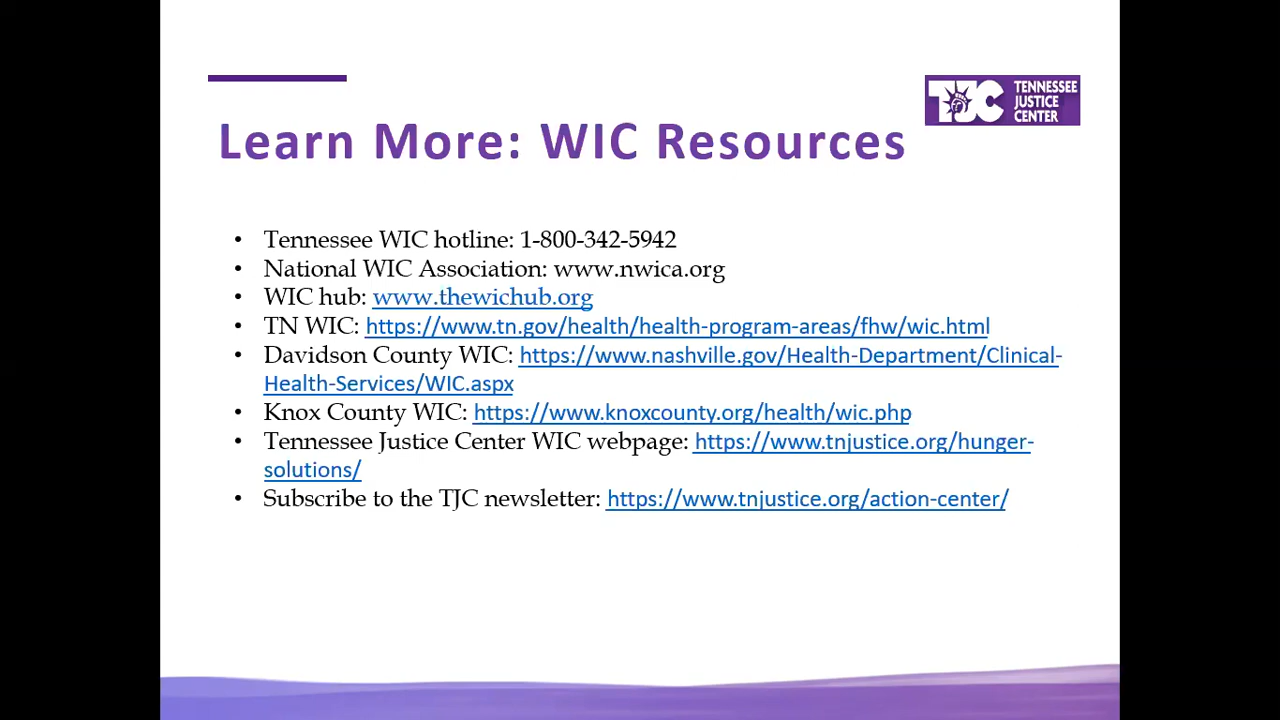 TJC TENNESSEE
JUSTICE
CENTER
Learn More: WIC Resources
• Tennessee WIC hotline: 1-800-342-5942
• National WIC Association: www.nwica.org
• WIC hub: www.thewichub.org
• TN WIC: https://www.tn.gov/health/health-program-areas/fhw/wic.html
• Davidson County WIC: https://www.nashville.gov/Health-Department/Clinical-
Health-Services/WIC.aspx
• Knox County WIC: https://www.knoxcounty.org/health/wic.php
• Tennessee Justice Center WIC webpage: https://www.tnjustice.org/hunger-
solutions/
• Subscribe to the TJC newsletter: https://www.tnjustice.org/action-center/